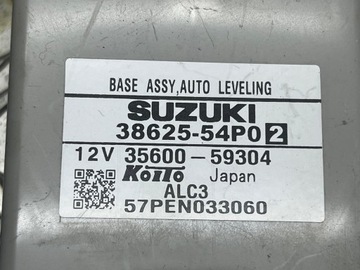 BASE ASSY,AUTO LEVELING
SUZUKI
38625-54P0 2
12V 35600-59304
Koito Japan
ALC3
57PEN033060